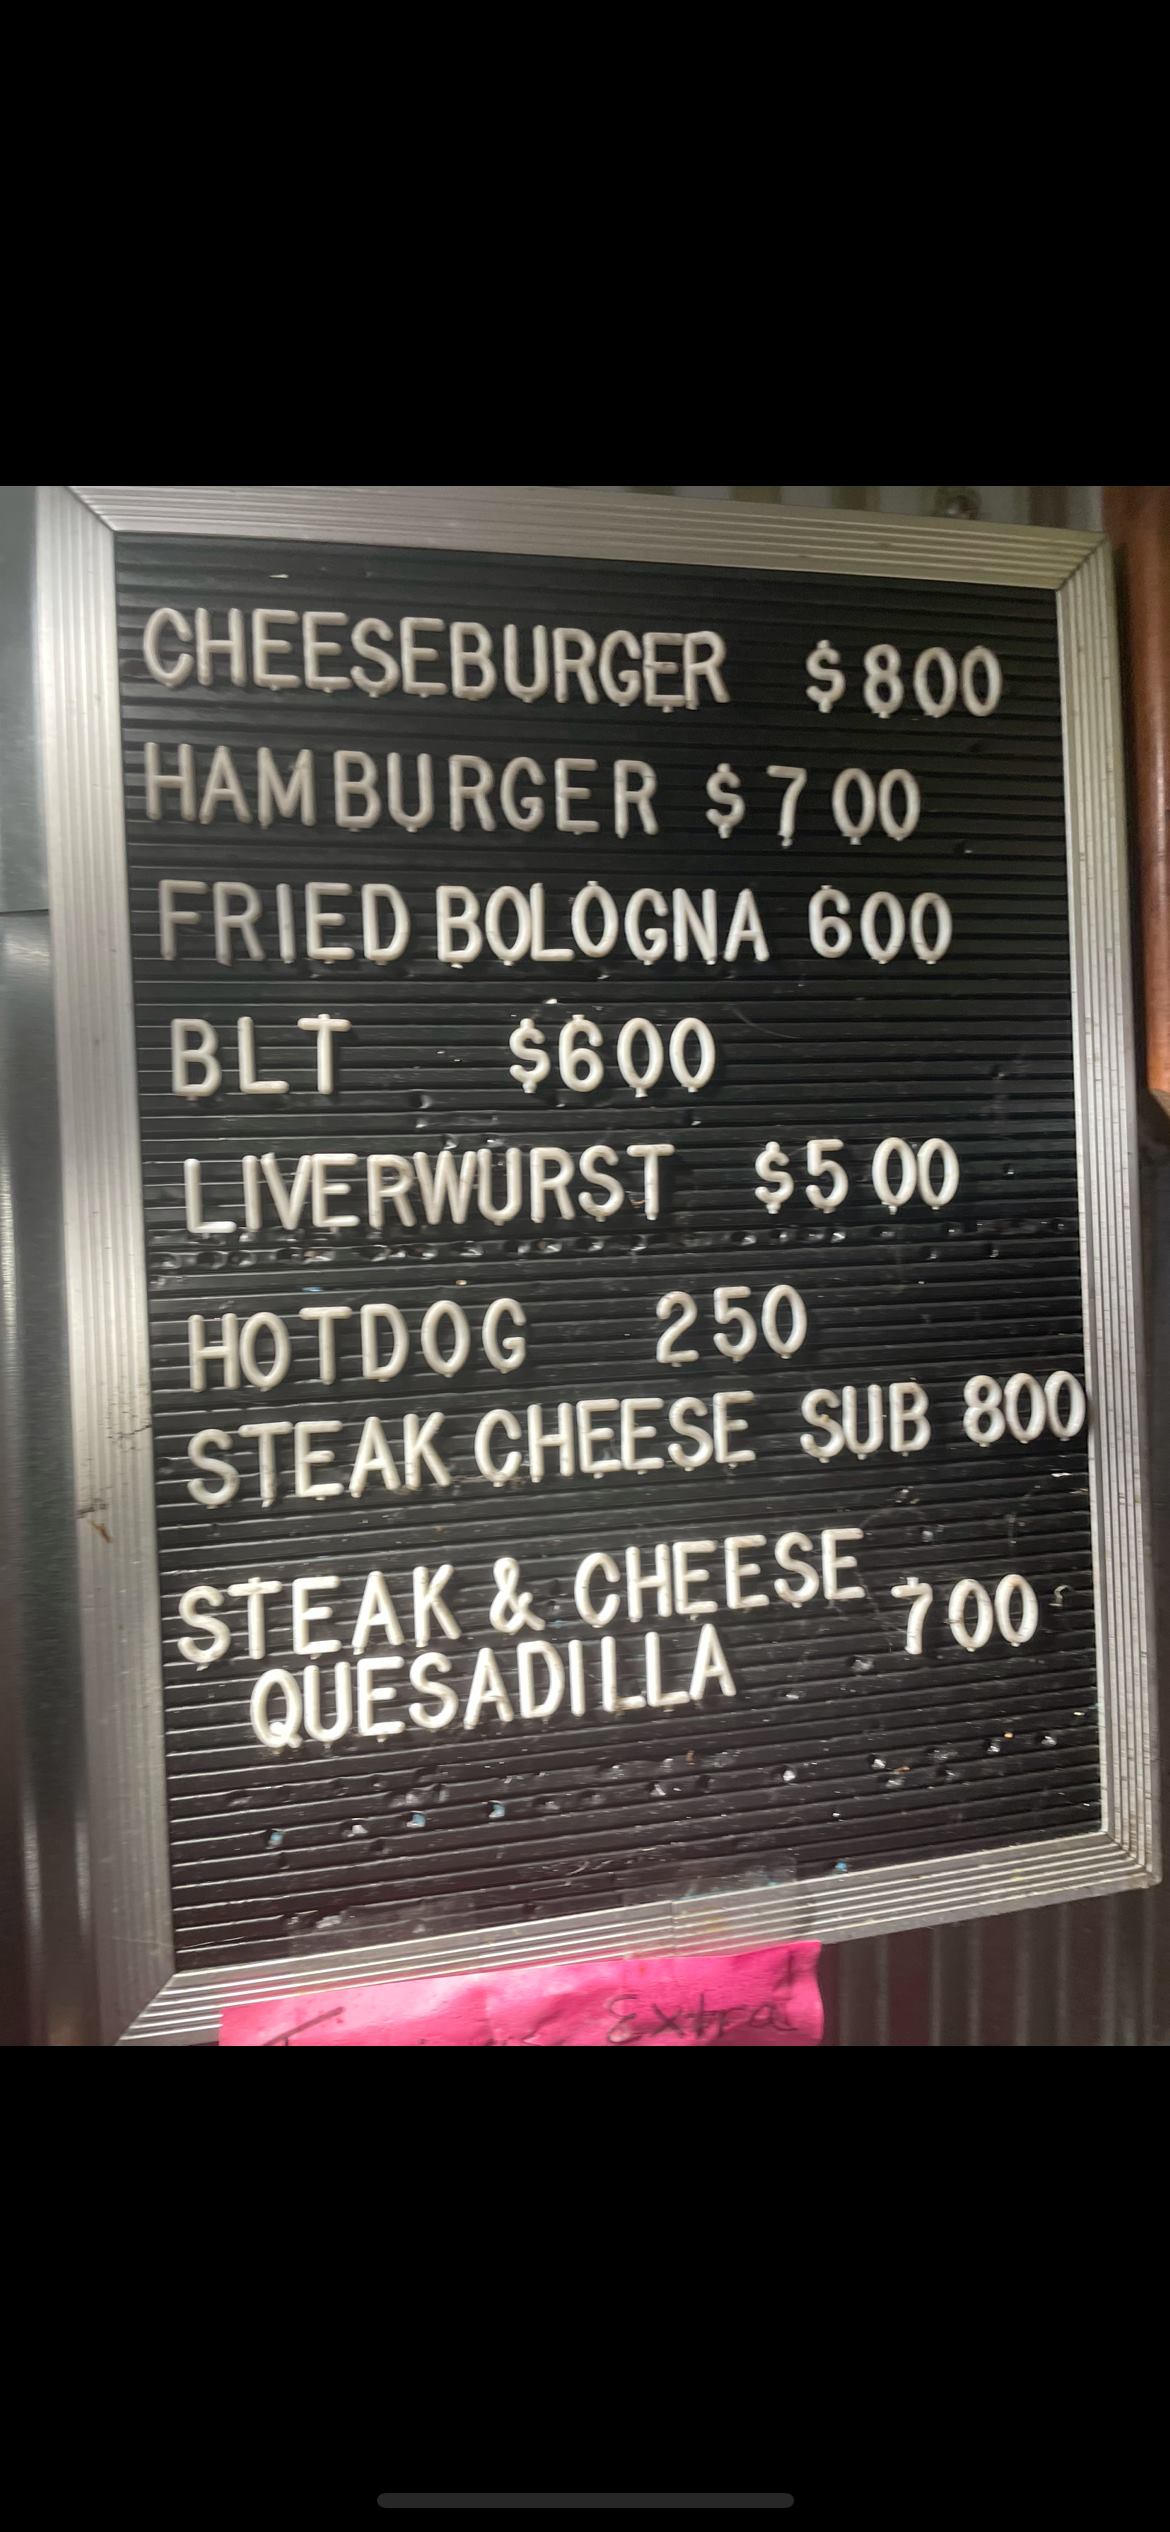 CHEESEBURGER $800
HAMBURGER $700
FRIED BOLOGNA 600
BLT $600
LIVERWURST $500
HOTDOG 250
STEAK CHEESE SUB 800
STEAK & CHEESE 700
QUESADILLA
Extra